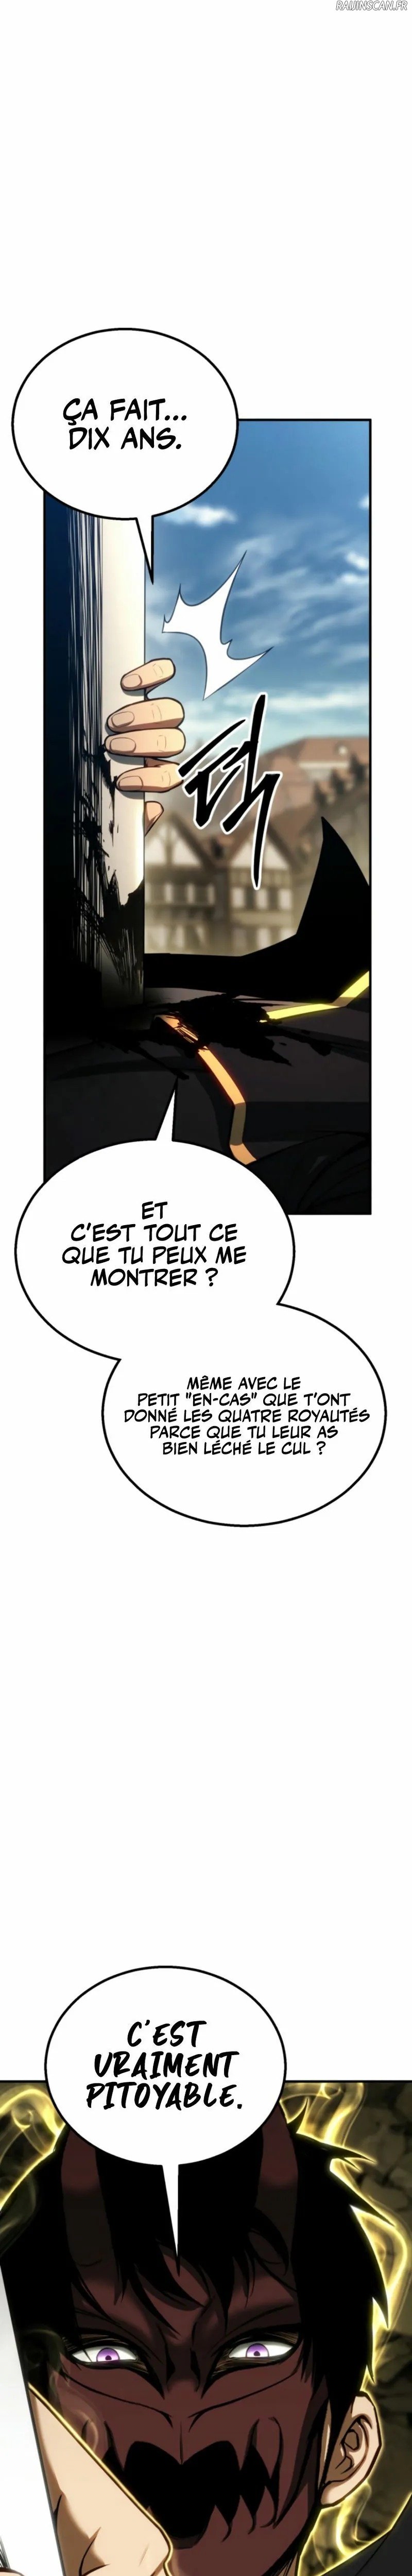 RAIJINSCAN.FR
ÇA FAIT...
DIX ANS.
턱
ET
C'EST TOUT CE
QUE TU PEUX ME
MONTRER ?
MÊME AVEC LE
PETIT "EN-CAS" QUE T'ONT
DONNÉ LES QUATRE ROYAUTÉS
PARCE QUE TU LEUR AS
BIEN LÉCHÉ LE CUL ?
C'EST
VRAIMENT
PITOYABLE.